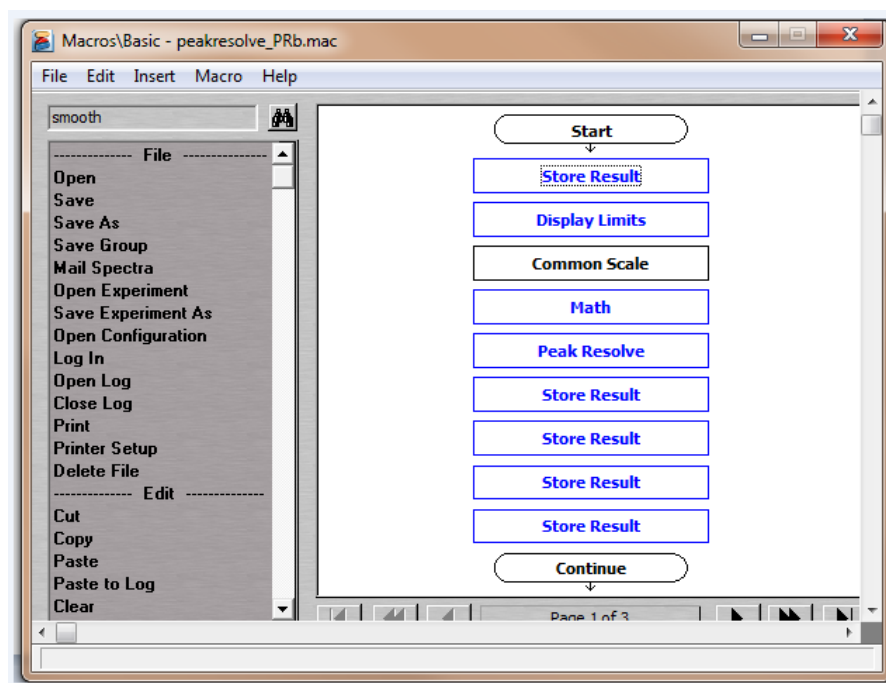 Macros\Basic - peakresolve_PRb.mac
File Edit Insert Macro Help
smooth
-------------- File --------------
Open
Save
Save As
Save Group
Mail Spectra
Open Experiment
Save Experiment As
Open Configuration
Log In
Open Log
Close Log
Print
Printer Setup
Delete File
-------------- Edit --------------
Cut
Copy
Paste
Paste to Log
Clear
Start
Store Result
Display Limits
Common Scale
Math
Peak Resolve
Store Result
Store Result
Store Result
Store Result
Continue
Page 1 of 3